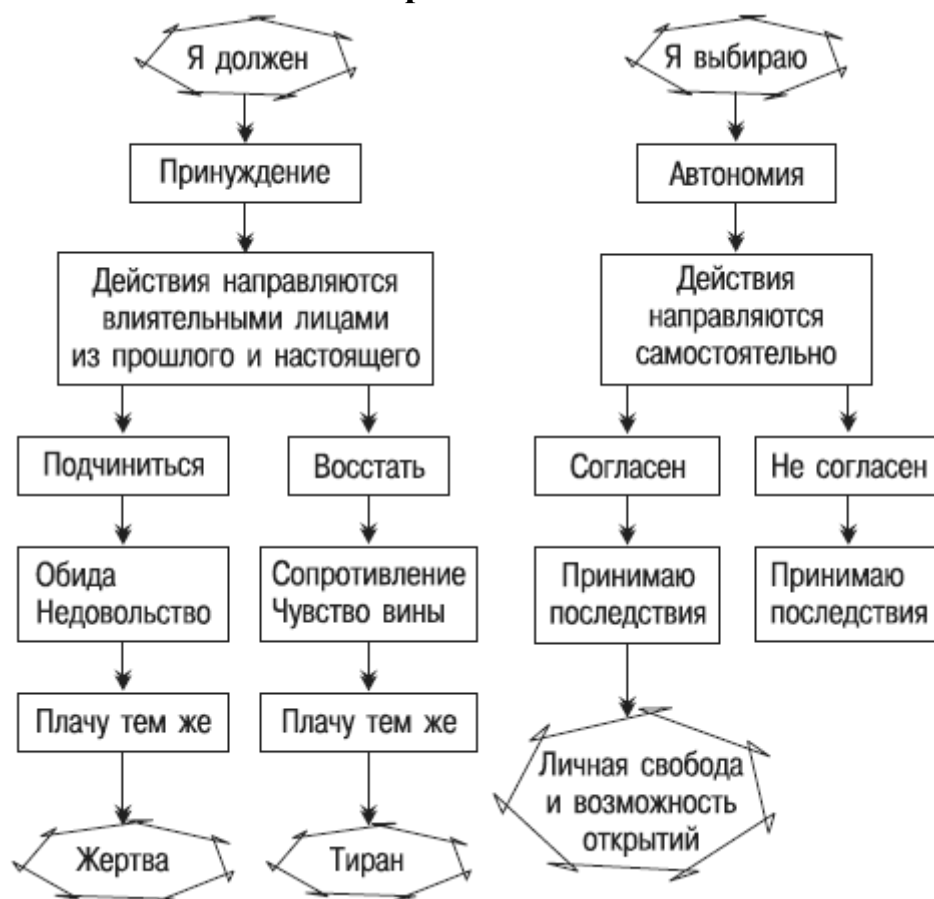 Я должен
Принуждение
Действия направляются
влиятельными лицами
из прошлого и настоящего
Подчиниться
Обида
Недовольство
Плачу тем же
Жертва
Восстать
Сопротивление
Чувство вины
Плачу тем же
Тиран
Я выбираю
Автономия
Действия
направляются
самостоятельно
Согласен
Принимаю
последствия
Личная свобода
и возможность
открытий
Не согласен
Принимаю
последствия